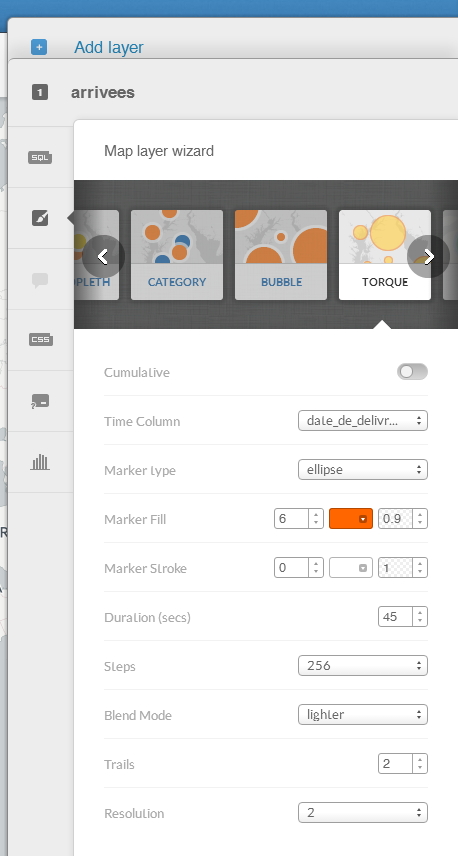 Add layer
1 arrivees
SQL
Map layer wizard
OPLETH CATEGORY BUBBLE TORQUE
CSS
?
Cumulative
Time Column date_de_delivr...
Marker type ellipse
Marker Fill 6 0.9
Marker Stroke 0 1
Duration (secs) 45
Steps 256
Blend Mode lighter
Trails 2
Resolution 2
R